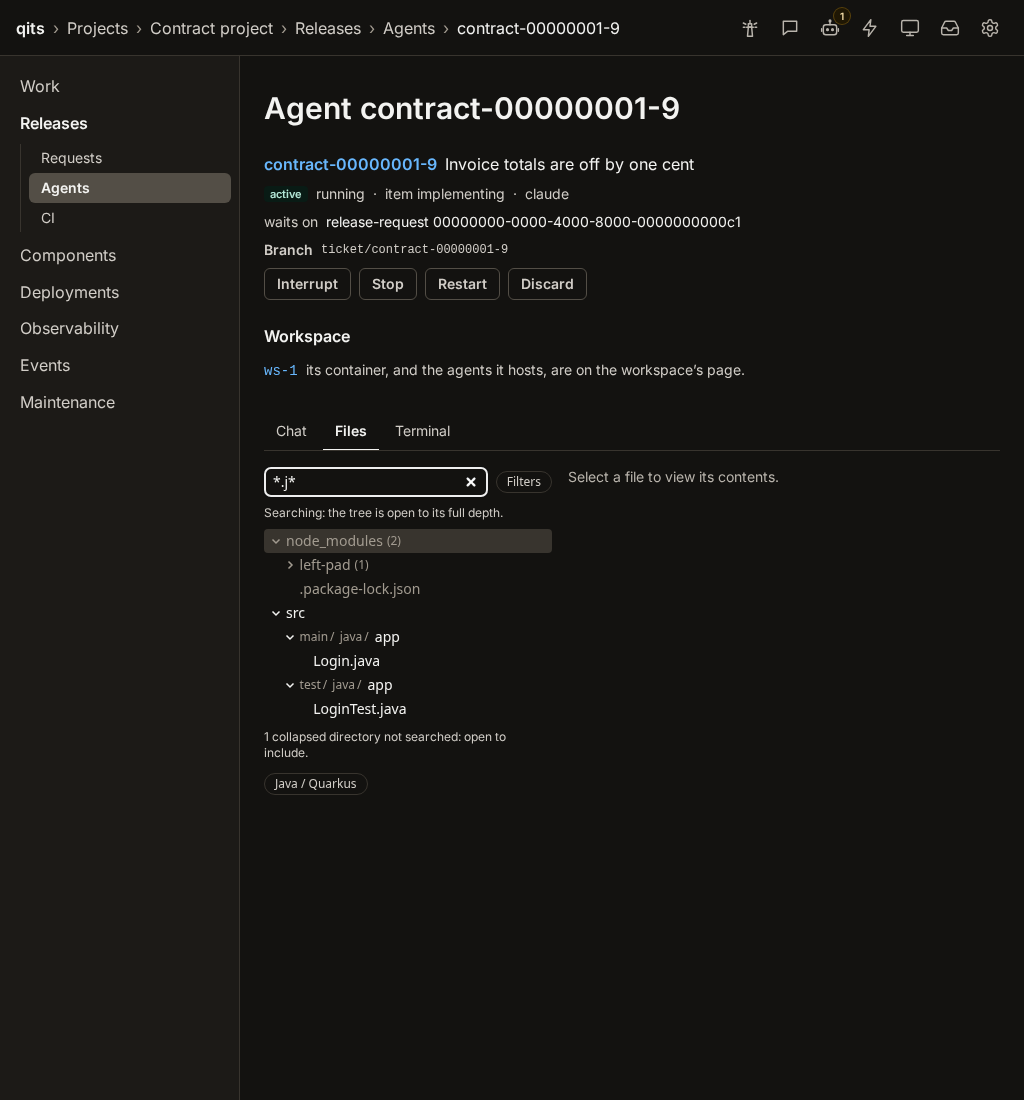 qits › Projects › Contract project › Releases › Agents › contract-00000001-9
1
Work
Releases
Requests
Agents
CI
Components
Deployments
Observability
Events
Maintenance
Agent contract-00000001-9
contract-00000001-9 Invoice totals are off by one cent
active running · item implementing · claude
waits on release-request 00000000-0000-4000-8000-0000000000c1
Branch ticket/contract-00000001-9
Interrupt Stop Restart Discard
Workspace
ws-1 its container, and the agents it hosts, are on the workspace’s page.
Chat Files Terminal
*.j* Filters
Select a file to view its contents.
Searching: the tree is open to its full depth.
node_modules (2)
left-pad (1)
.package-lock.json
src
main/ java/ app
Login.java
test/ java/ app
LoginTest.java
1 collapsed directory not searched: open to
include.
Java / Quarkus